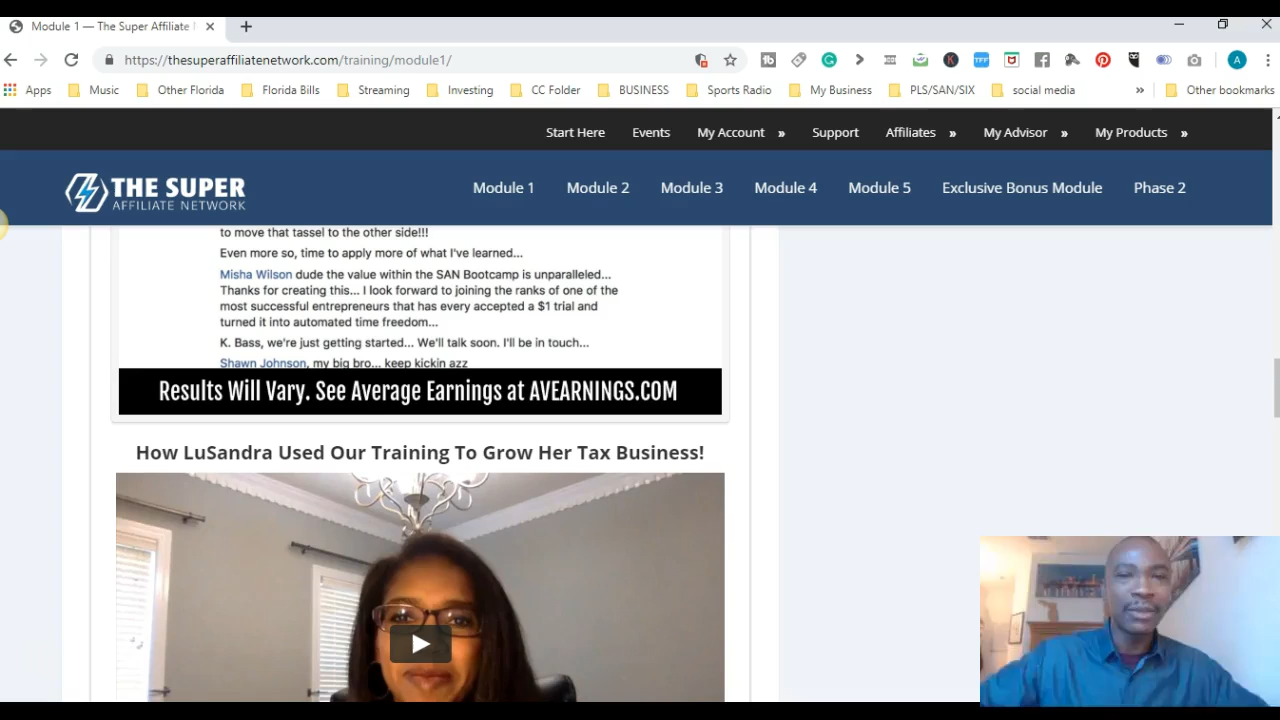 Module 1 — The Super Affiliate
https://thesuperaffiliatenetwork.com/training/module1/
Apps Music Other Florida Florida Bills Streaming Investing CC Folder BUSINESS Sports Radio My Business PLS/SAN/SIX social media » Other bookmarks
Start Here Events My Account » Support Affiliates » My Advisor » My Products »
THE SUPER
AFFILIATE NETWORK
Module 1 Module 2 Module 3 Module 4 Module 5 Exclusive Bonus Module Phase 2
to move that tassel to the other side!!!
Even more so, time to apply more of what I've learned...
Misha Wilson dude the value within the SAN Bootcamp is unparalleled...
Thanks for creating this... I look forward to joining the ranks of one of the
most successful entrepreneurs that has every accepted a $1 trial and
turned it into automated time freedom...
K. Bass, we're just getting started... We'll talk soon. I'll be in touch...
Shawn Johnson, my big bro... keep kickin azz
Results Will Vary. See Average Earnings at AVEARNINGS.COM
How LuSandra Used Our Training To Grow Her Tax Business!